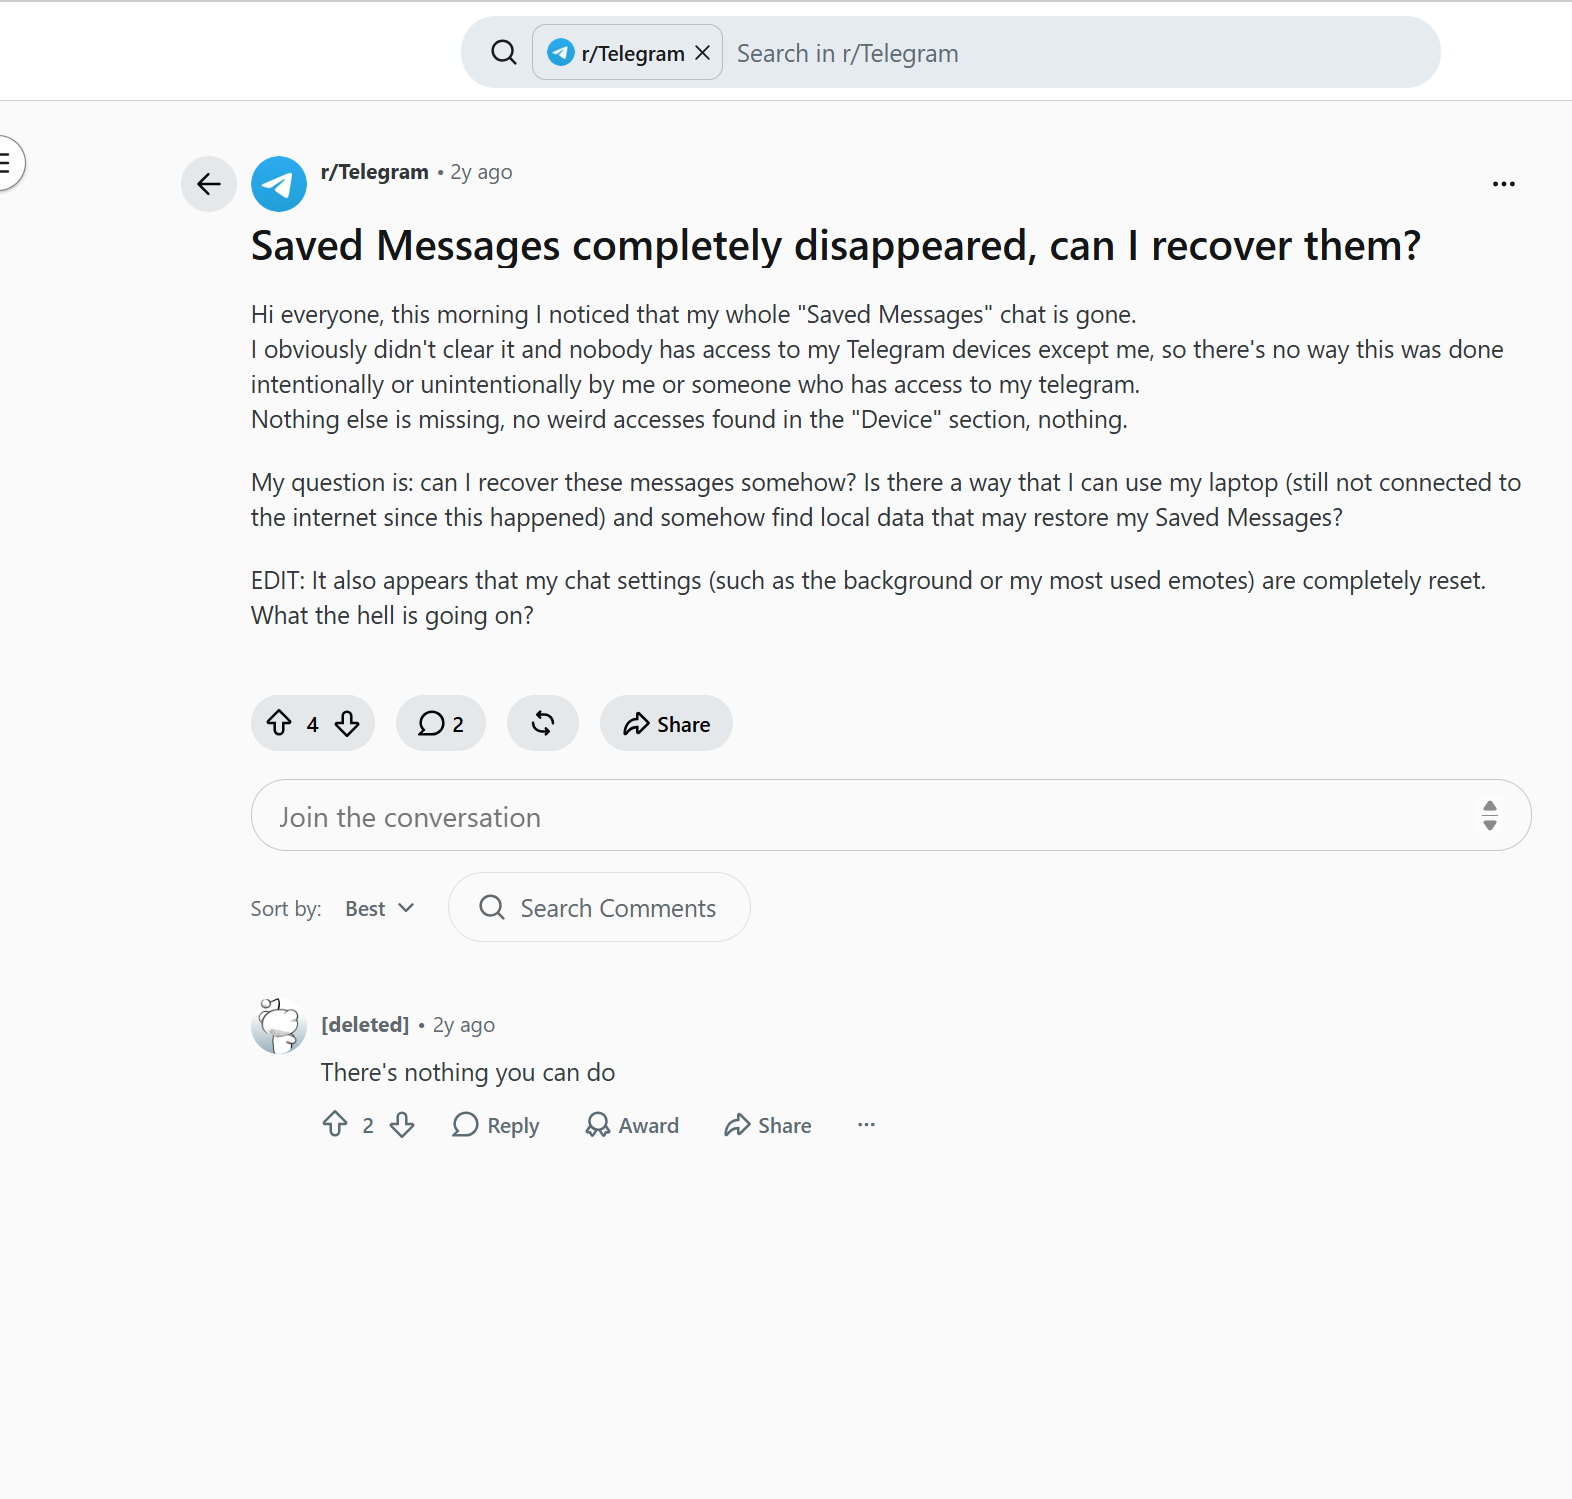 r/Telegram Search in r/Telegram
r/Telegram • 2y ago
Saved Messages completely disappeared, can I recover them?
Hi everyone, this morning I noticed that my whole "Saved Messages" chat is gone.
I obviously didn't clear it and nobody has access to my Telegram devices except me, so there's no way this was done
intentionally or unintentionally by me or someone who has access to my telegram.
Nothing else is missing, no weird accesses found in the "Device" section, nothing.
My question is: can I recover these messages somehow? Is there a way that I can use my laptop (still not connected to
the internet since this happened) and somehow find local data that may restore my Saved Messages?
EDIT: It also appears that my chat settings (such as the background or my most used emotes) are completely reset.
What the hell is going on?
4 2 Share
Join the conversation
Sort by: Best Search Comments
[deleted] • 2y ago
There's nothing you can do
2 Reply Award Share